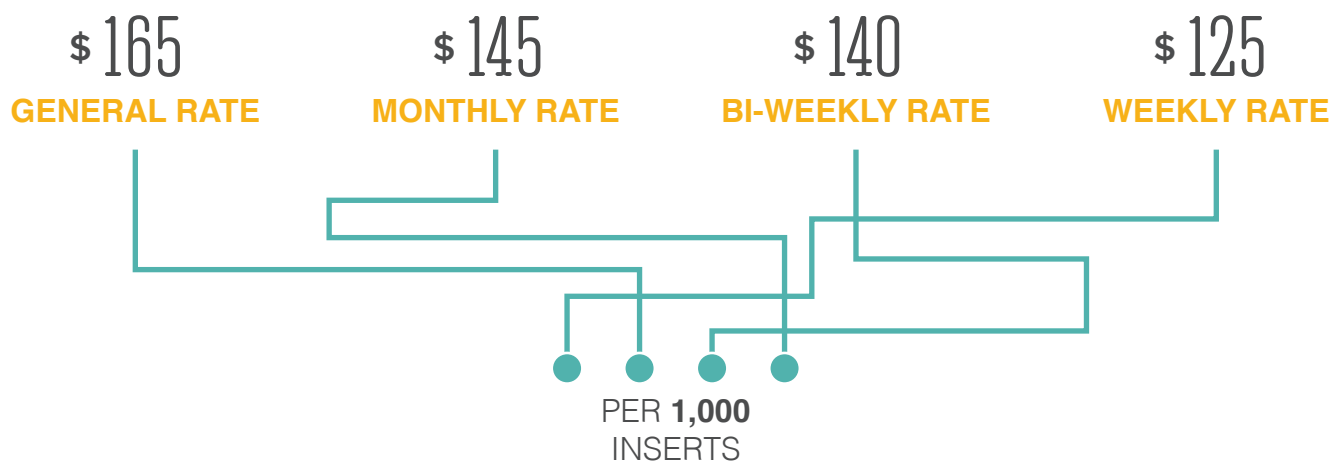 $ 165
GENERAL RATE
$ 145
MONTHLY RATE
$ 140
BI-WEEKLY RATE
$ 125
WEEKLY RATE
PER 1,000
INSERTS